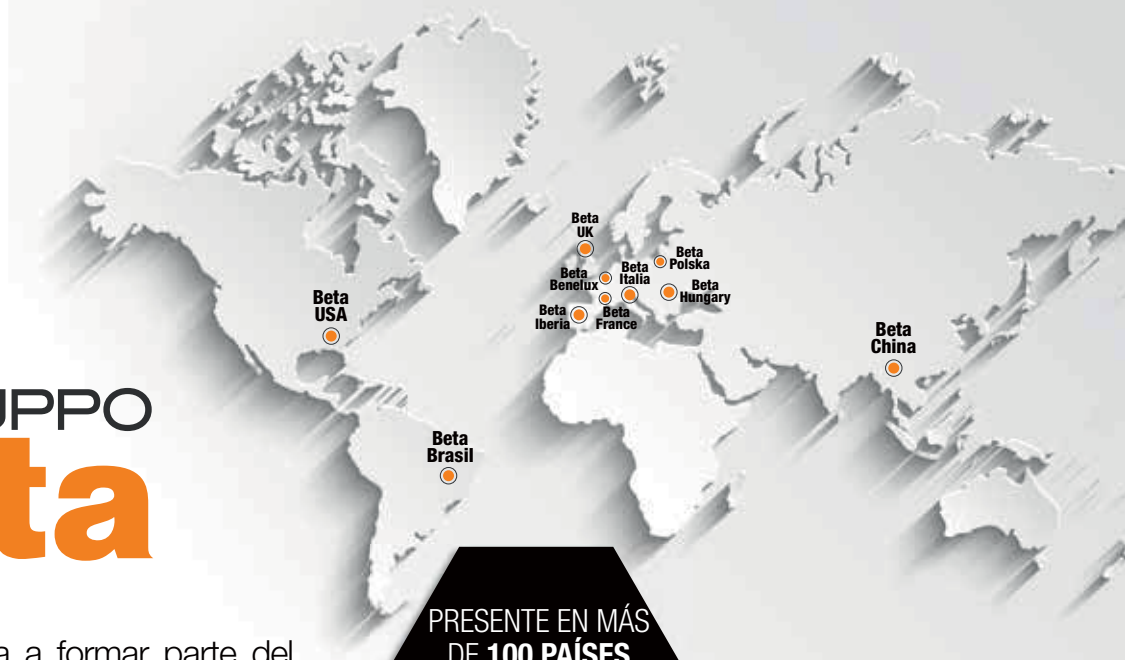 Beta
UK
Beta
Polska
Beta
Italia
Beta
Benelux
Beta
Hungary
Beta
Iberia
Beta
France
Beta
USA
Beta
China
Beta
Brasil
UPPO
ta
a a formar parte del
PRESENTE EN MÁS
DE 100 PAÍSES